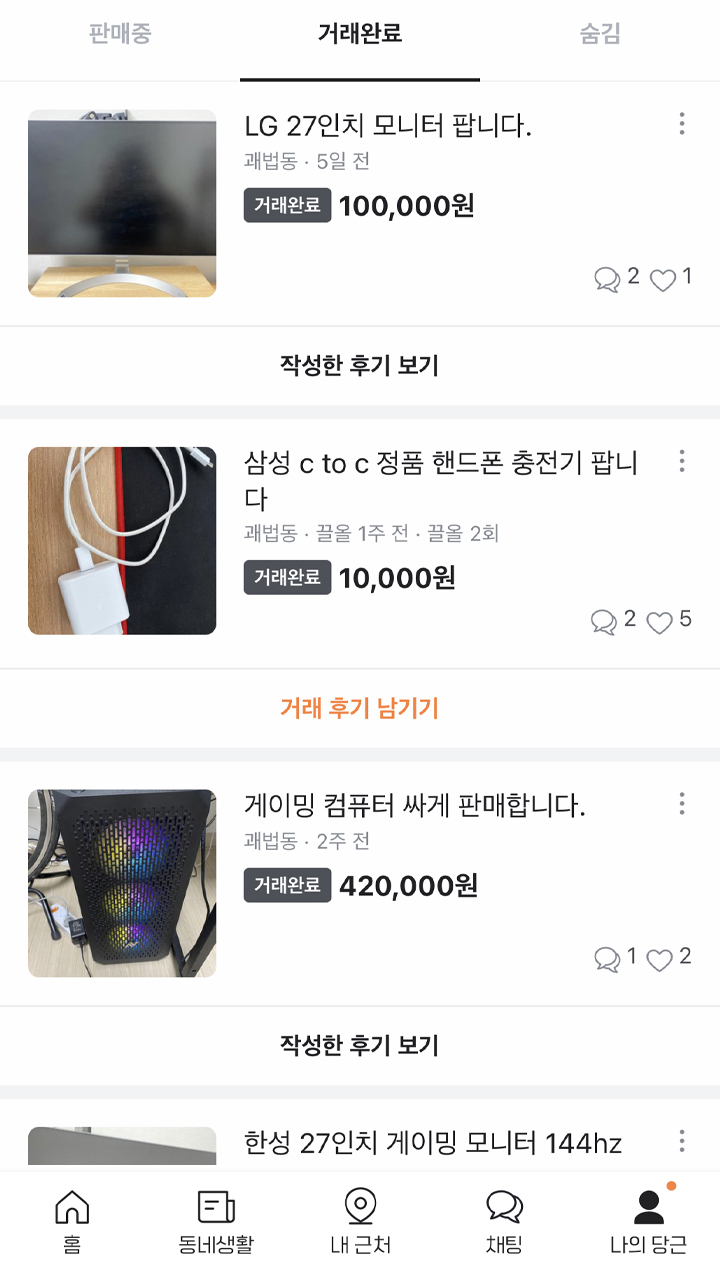 판매중 거래완료 숨김
LG 27인치 모니터 팝니다.
괘법동 · 5일 전
거래완료 100,000원
2 1
작성한 후기 보기
삼성 c to c 정품 핸드폰 충전기 팝니
다
괘법동 · 끌올 1주 전 · 끌올 2회
거래완료 10,000원
2 5
거래 후기 남기기
게이밍 컴퓨터 싸게 판매합니다.
괘법동 · 2주 전
거래완료 420,000원
1 2
작성한 후기 보기
한성 27인치 게이밍 모니터 144hz
홈 동네생활 내 근처 채팅 나의 당근